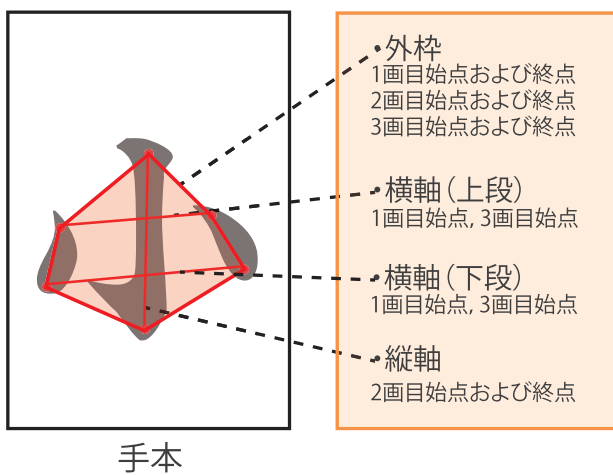 ・外枠
1画目始点および終点
2画目始点および終点
3画目始点および終点
・横軸（上段）
1画目始点, 3画目始点
・横軸（下段）
1画目始点, 3画目始点
・縦軸
2画目始点および終点
小
手本